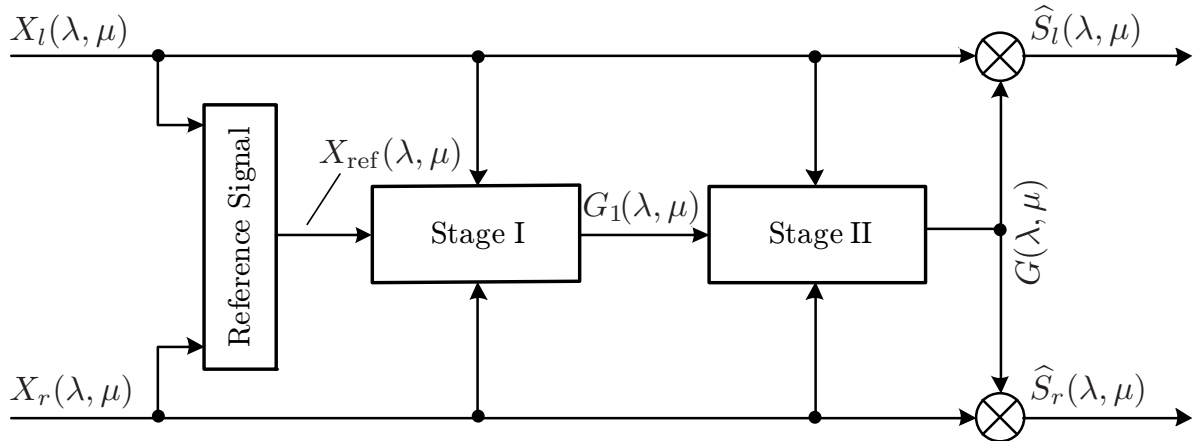 X_l(λ, μ)
Ŝ_l(λ, μ)
Reference Signal
X_ref(λ, μ)
Stage I
G_1(λ, μ)
Stage II
G(λ, μ)
X_r(λ, μ)
Ŝ_r(λ, μ)